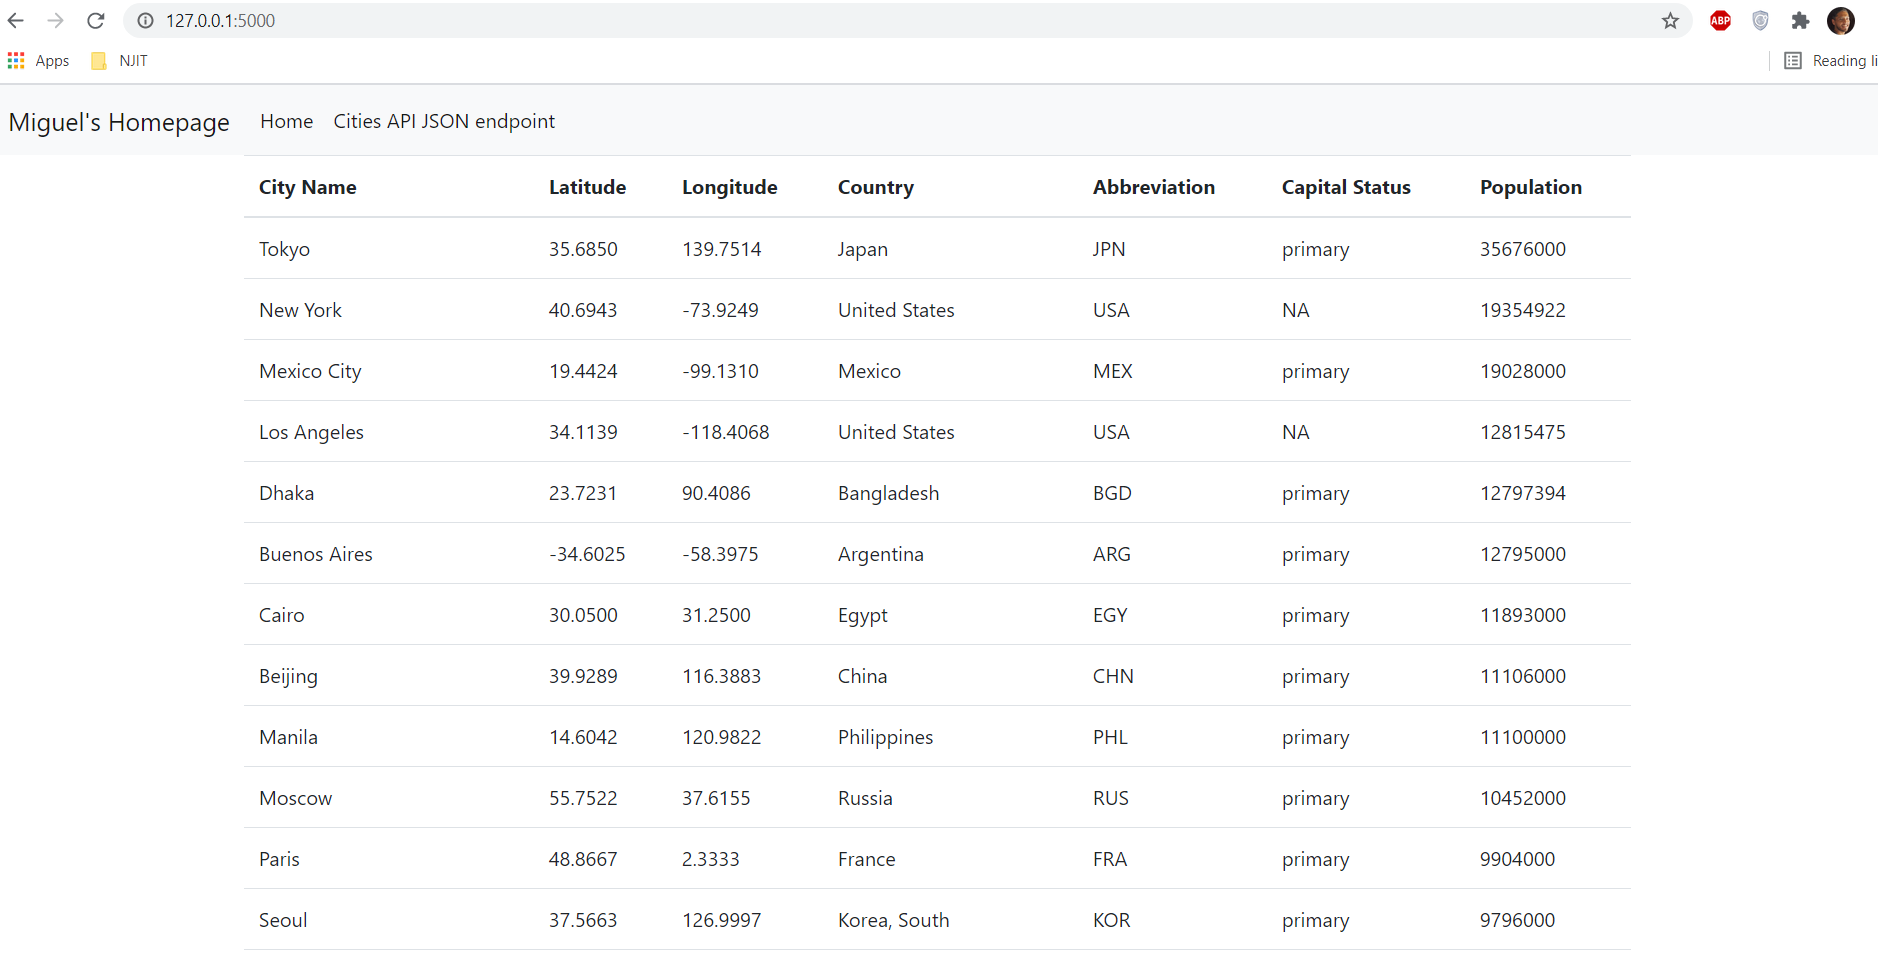 127.0.0.1:5000
ABP
Apps NJIT Reading li
Miguel's Homepage Home Cities API JSON endpoint
City Name Latitude Longitude Country Abbreviation Capital Status Population
Tokyo 35.6850 139.7514 Japan JPN primary 35676000
New York 40.6943 -73.9249 United States USA NA 19354922
Mexico City 19.4424 -99.1310 Mexico MEX primary 19028000
Los Angeles 34.1139 -118.4068 United States USA NA 12815475
Dhaka 23.7231 90.4086 Bangladesh BGD primary 12797394
Buenos Aires -34.6025 -58.3975 Argentina ARG primary 12795000
Cairo 30.0500 31.2500 Egypt EGY primary 11893000
Beijing 39.9289 116.3883 China CHN primary 11106000
Manila 14.6042 120.9822 Philippines PHL primary 11100000
Moscow 55.7522 37.6155 Russia RUS primary 10452000
Paris 48.8667 2.3333 France FRA primary 9904000
Seoul 37.5663 126.9997 Korea, South KOR primary 9796000